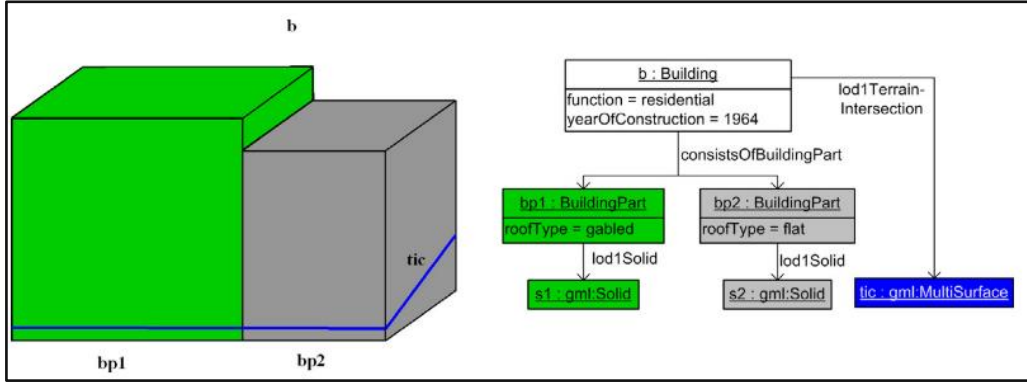 b
tic
bp1
bp2
b : Building
function = residential
yearOfConstruction = 1964
lod1Terrain-
Intersection
consistsOfBuildingPart
bp1 : BuildingPart
roofType = gabled
bp2 : BuildingPart
roofType = flat
lod1Solid
lod1Solid
s1 : gml:Solid
s2 : gml:Solid
tic : gml:MultiSurface